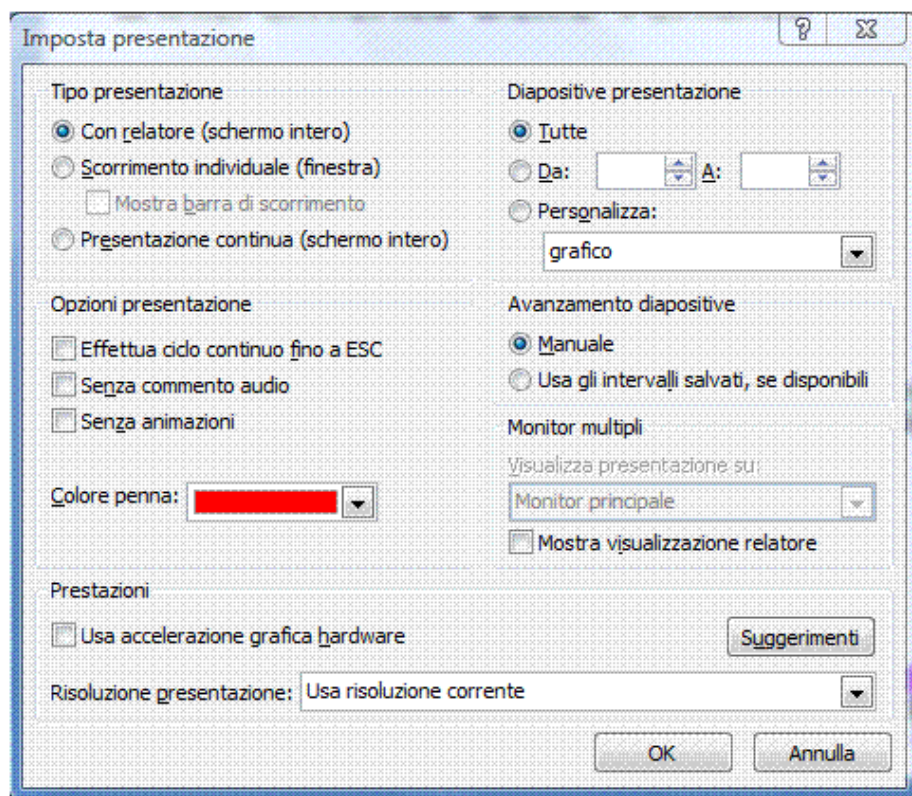 Imposta presentazione
Tipo presentazione
Con relatore (schermo intero)
Scorrimento individuale (finestra)
Mostra barra di scorrimento
Presentazione continua (schermo intero)
Diapositive presentazione
Tutte
Da: A:
Personalizza:
grafico
Opzioni presentazione
Effettua ciclo continuo fino a ESC
Senza commento audio
Senza animazioni
Colore penna:
Avanzamento diapositive
Manuale
Usa gli intervalli salvati, se disponibili
Monitor multipli
Visualizza presentazione su:
Monitor principale
Mostra visualizzazione relatore
Prestazioni
Usa accelerazione grafica hardware
Suggerimenti
Risoluzione presentazione: Usa risoluzione corrente
OK Annulla